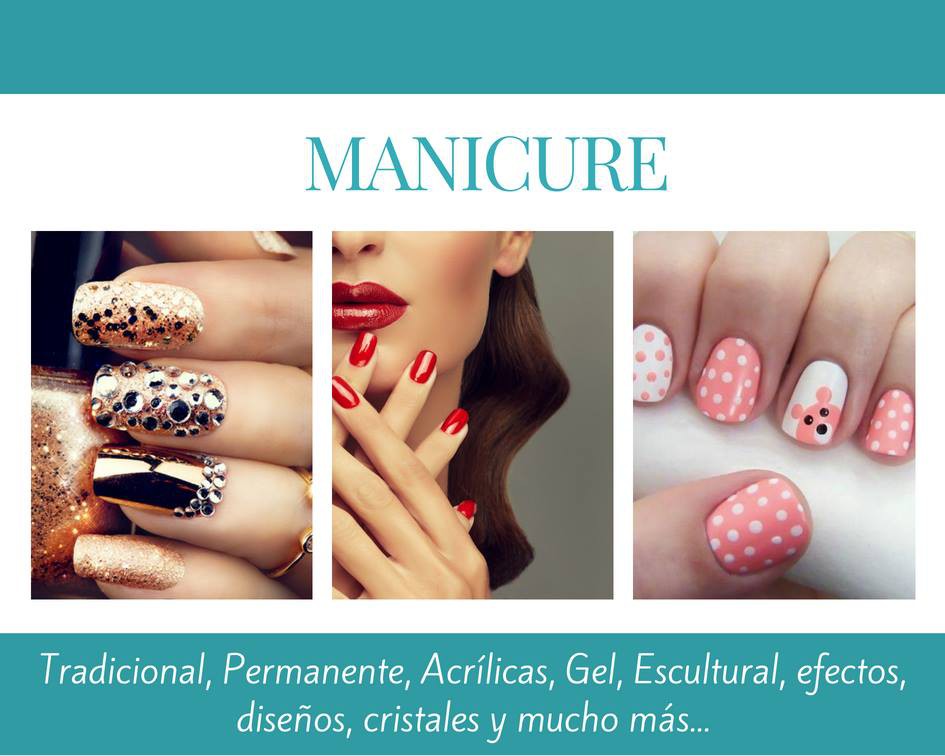 MANICURE
Tradicional, Permanente, Acrílicas, Gel, Escultural, efectos,
diseños, cristales y mucho más...